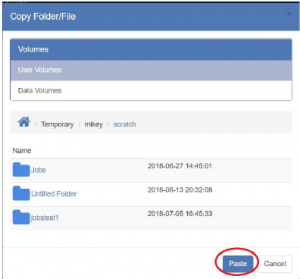 Copy Folder/File ×
Volumes
User Volumes
Data Volumes
/ Temporary / mikey / scratch
Name
Jobs 2018-06-27 14:45:01
Untitled Folder 2018-08-13 20:32:08
jobstest1 2018-07-05 16:45:33
Paste Cancel